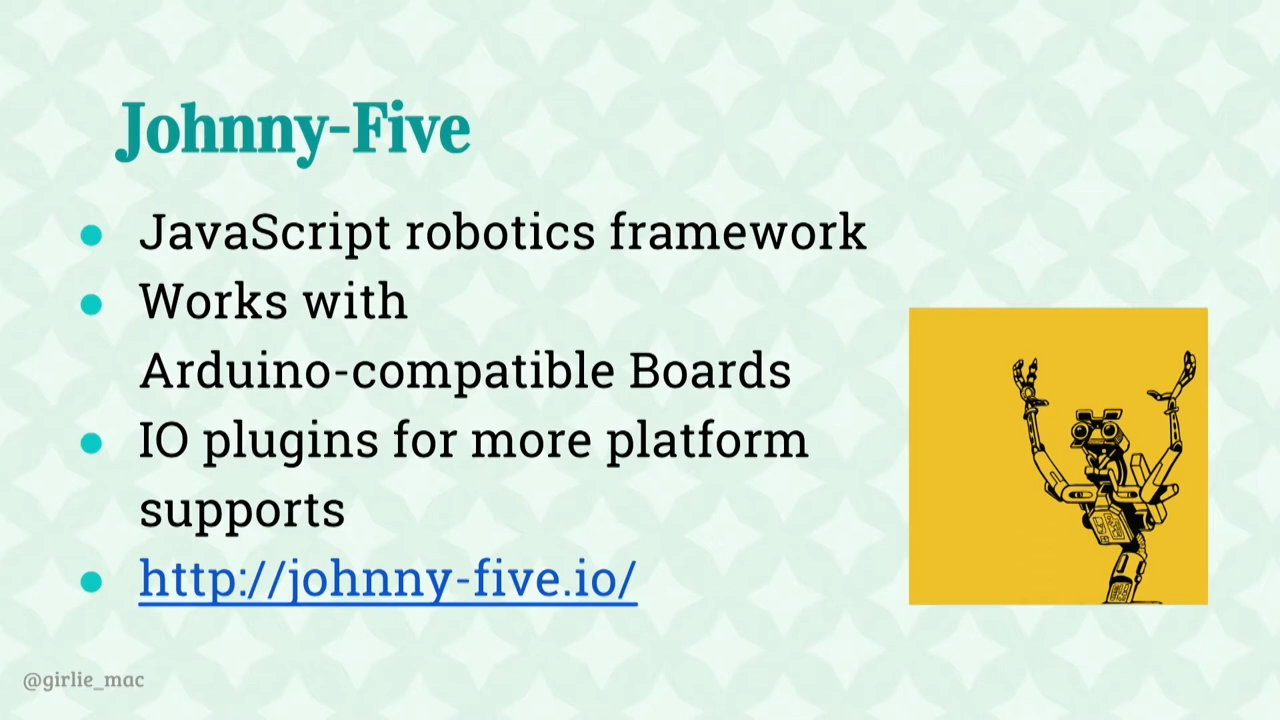 Johnny-Five
● JavaScript robotics framework
● Works with
Arduino-compatible Boards
● IO plugins for more platform
supports
● http://johnny-five.io/
@girlie_mac